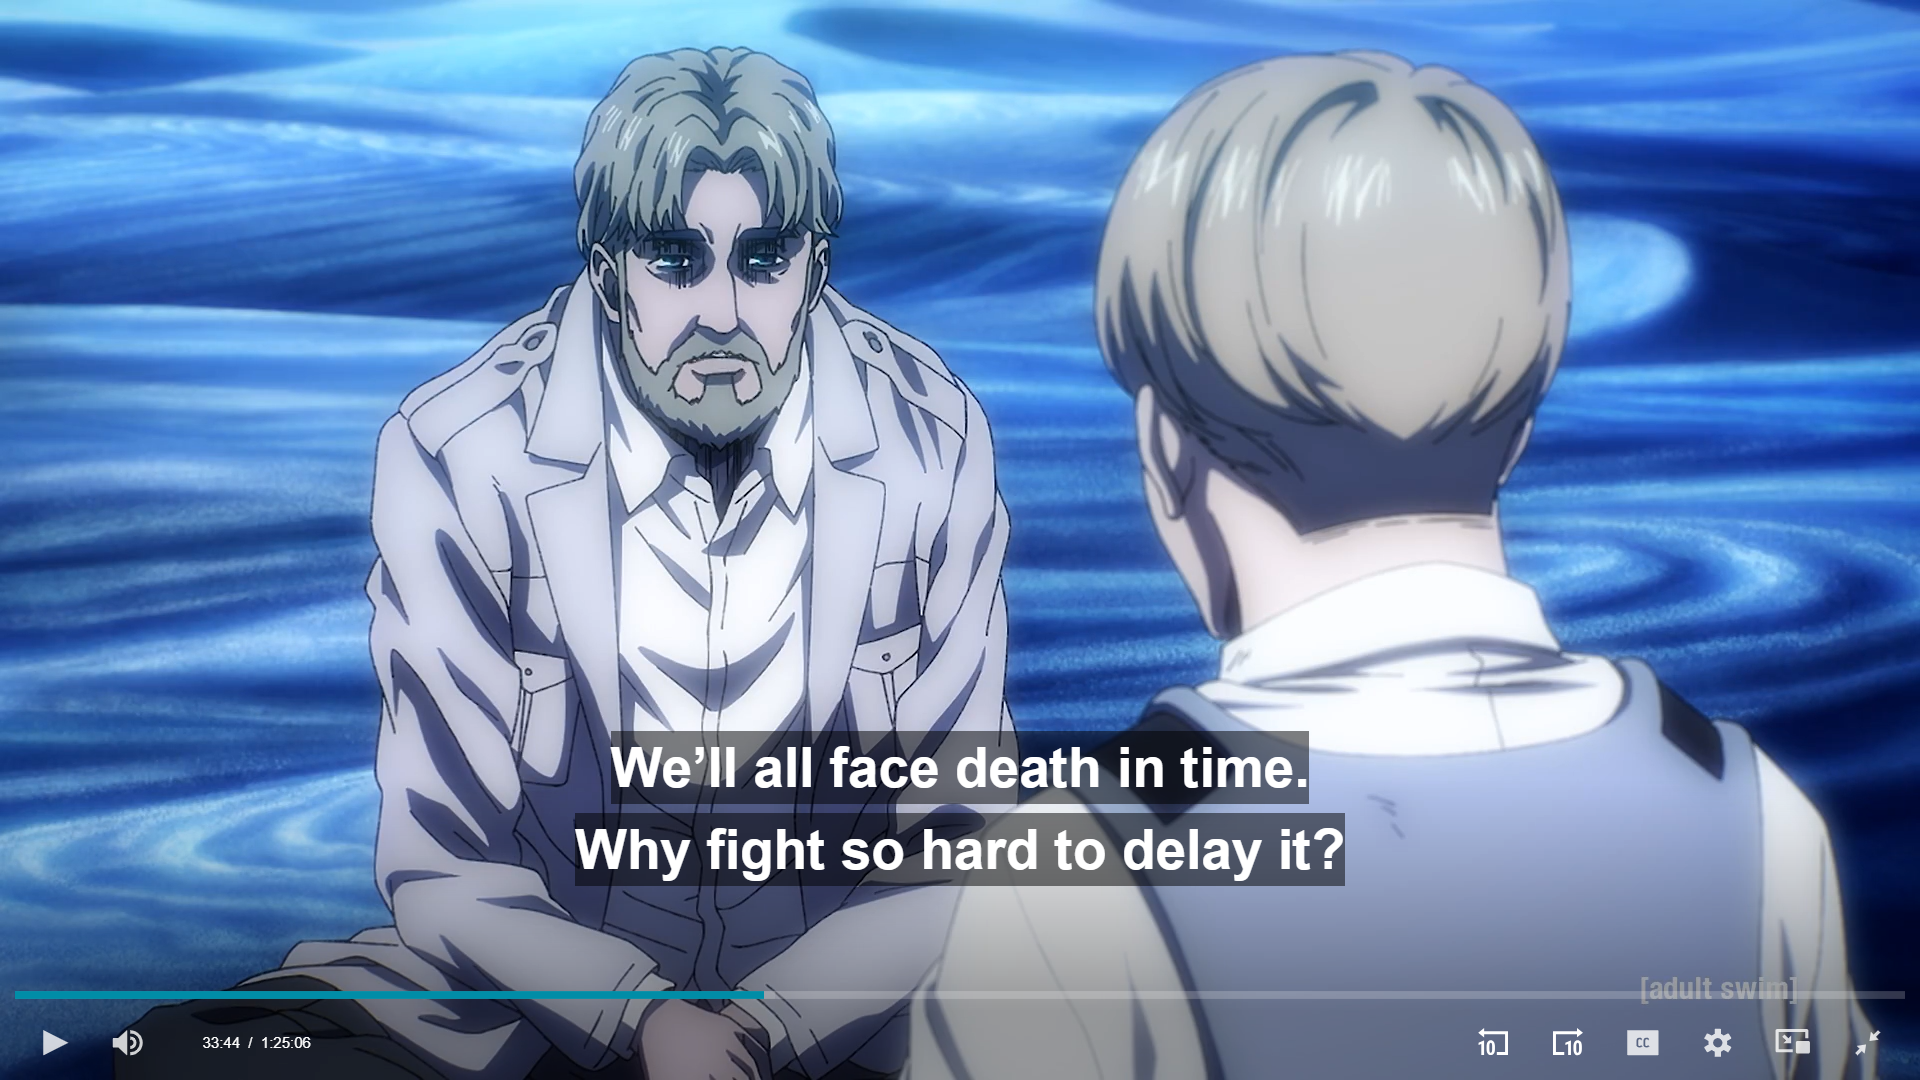 We’ll all face death in time.
Why fight so hard to delay it?
[adult swim]
33:44 / 1:25:06
10
10
CC